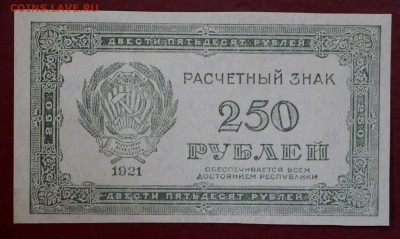 COINS.LAVE.RU
ДВЕСТИ ПЯТЬДЕСЯТ РУБЛЕЙ
РАСЧЕТНЫЙ ЗНАК
250
250
250
РУБЛЕЙ
1921
ОБЕСПЕЧИВАЕТСЯ ВСЕМ
ДОСТОЯНИЕМ РЕСПУБЛИКИ
ДВЕСТИ ПЯТЬДЕСЯТ РУБЛЕЙ